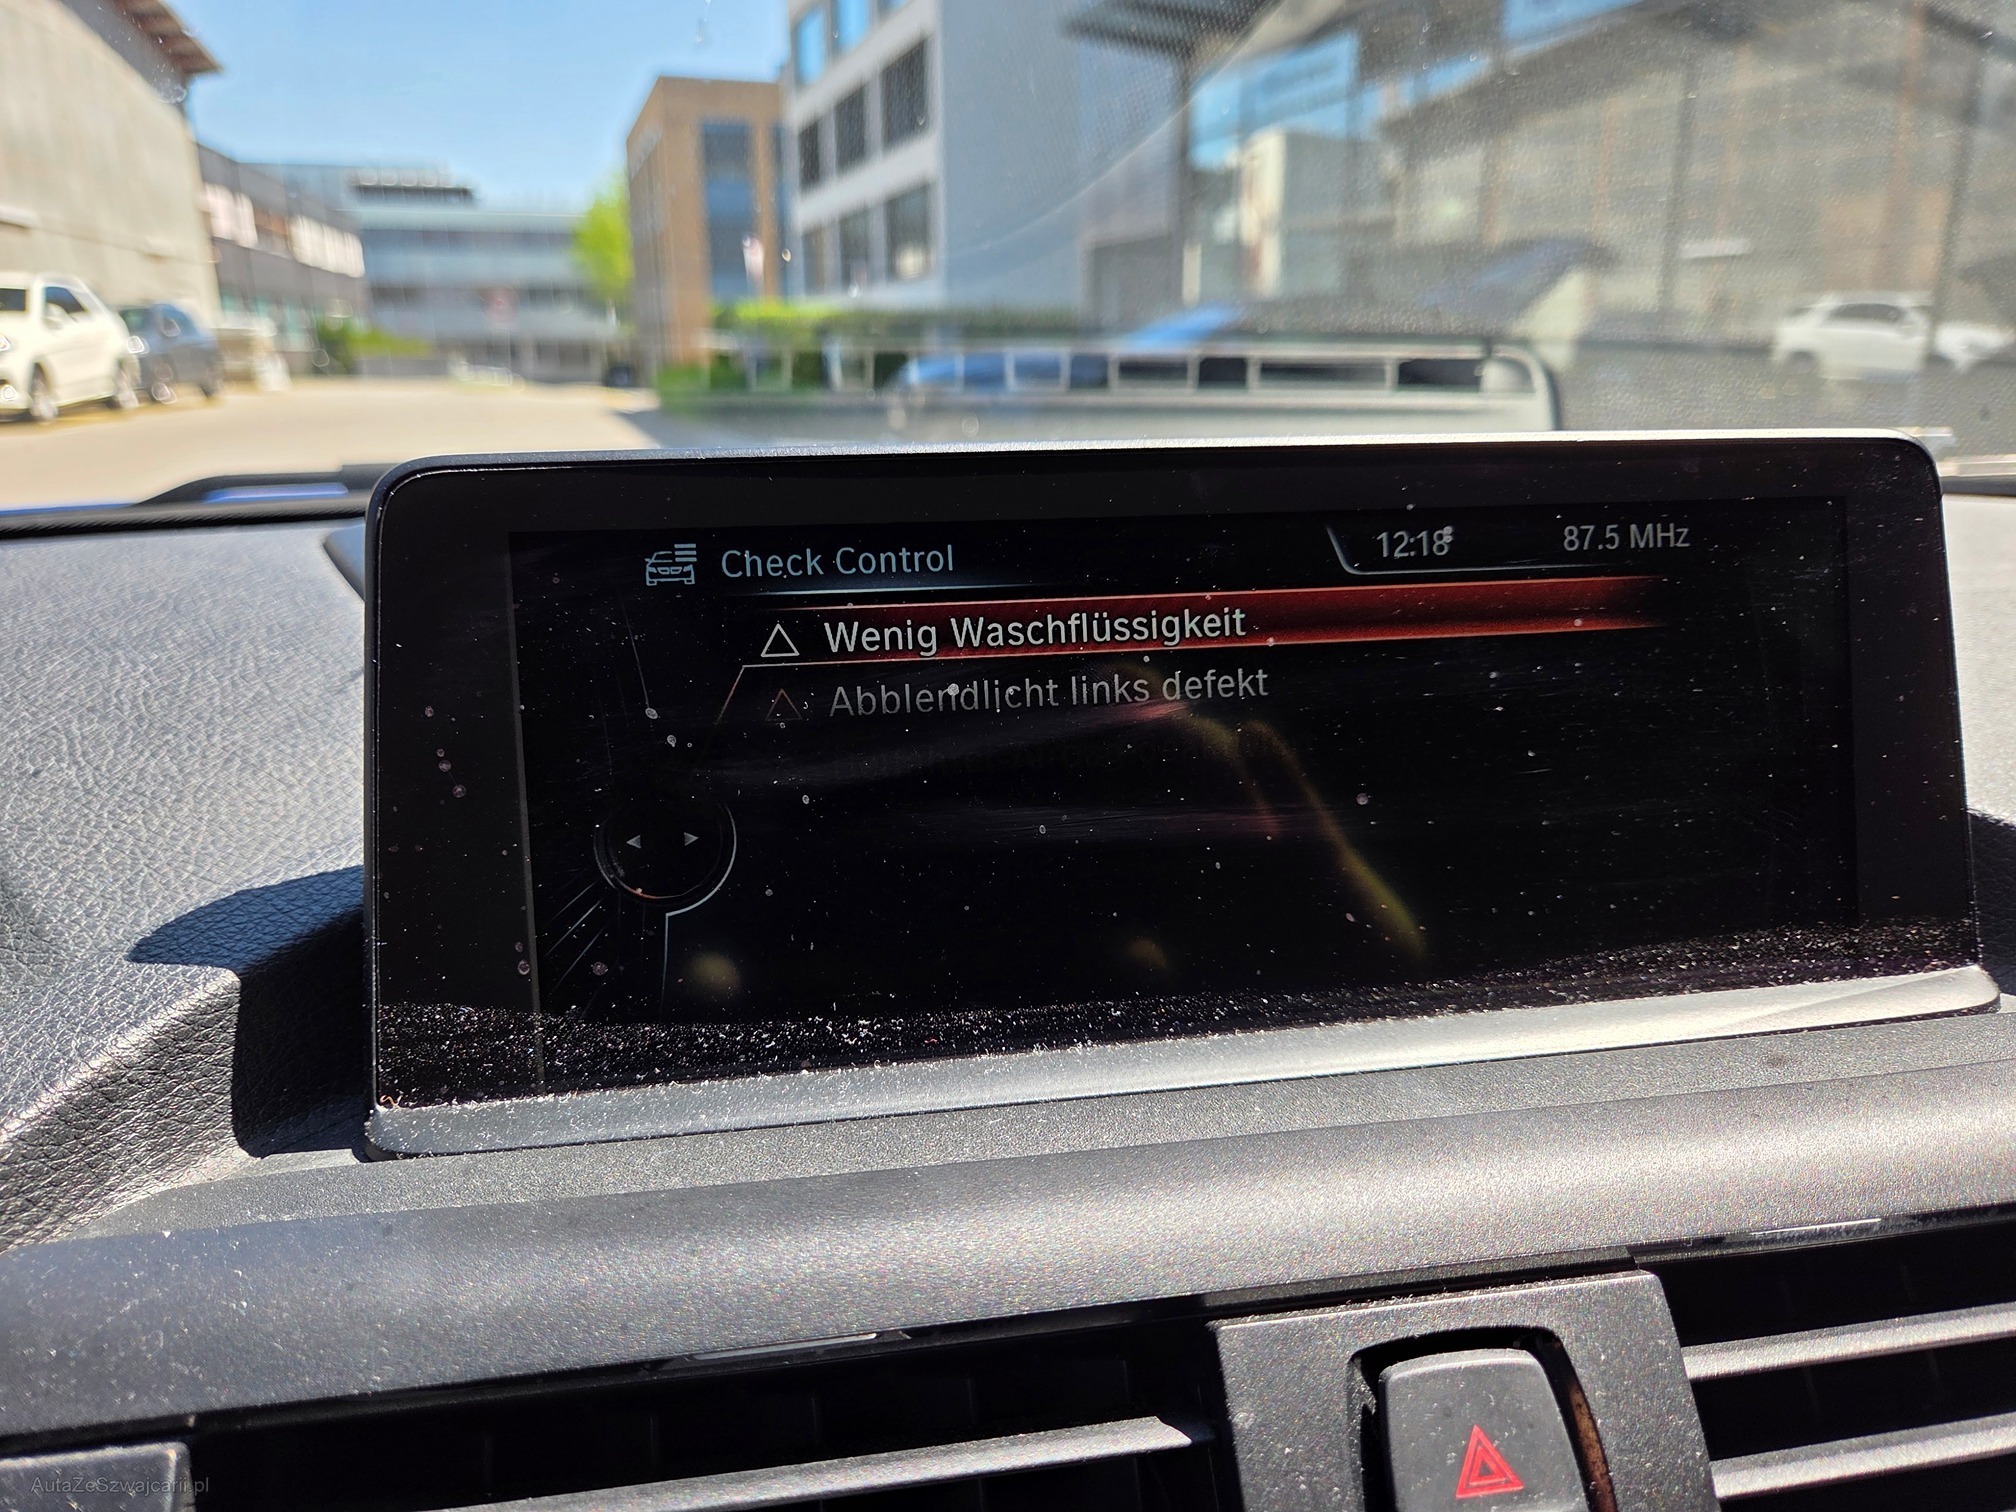 Check Control
12:18
87.5 MHz
Wenig Waschflüssigkeit
Abblendlicht links defekt
AutaZeSzwajcarii.pl